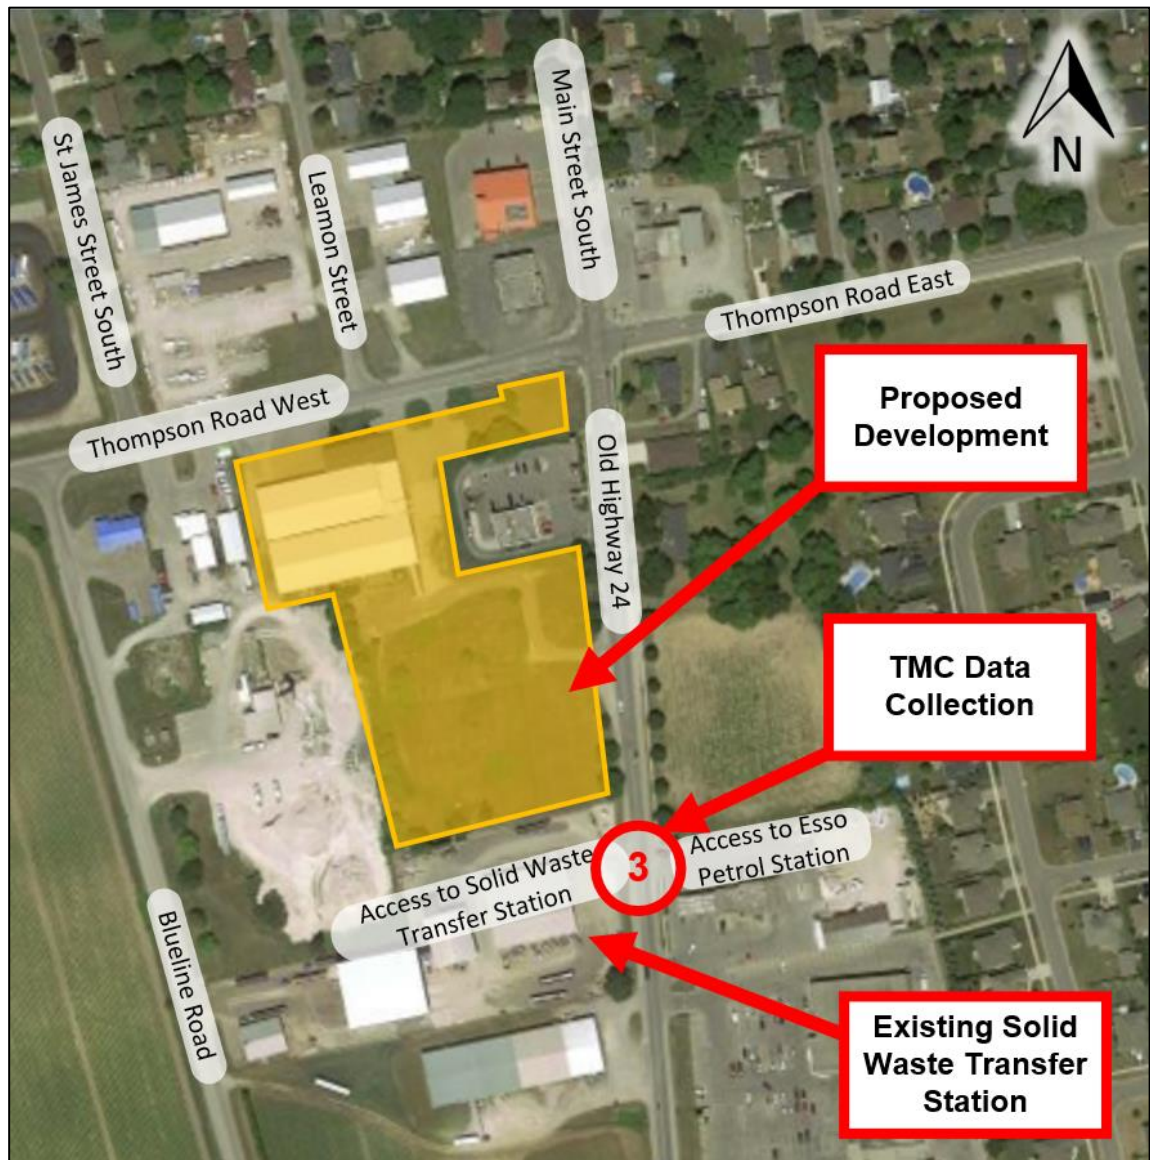 St James Street South
Leamon Street
Main Street South
N
Thompson Road East
Thompson Road West
Proposed
Development
Old Highway 24
TMC Data
Collection
3
Access to Esso
Petrol Station
Access to Solid Waste
Transfer Station
Blueline Road
Existing Solid
Waste Transfer
Station